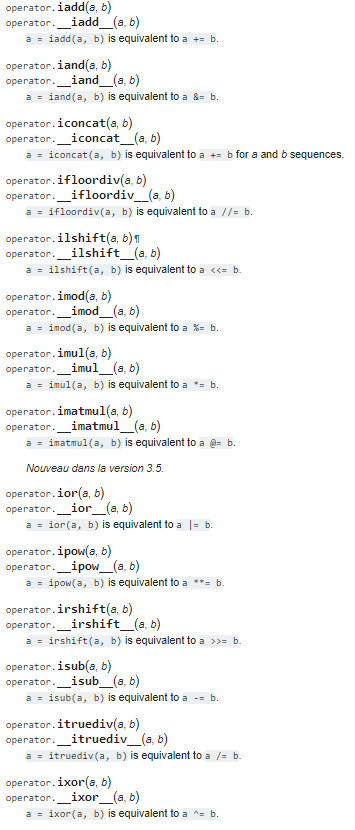 operator.iadd(a, b)
operator.__iadd__(a, b)
a = iadd(a, b) is equivalent to a += b.
operator.iand(a, b)
operator.__iand__(a, b)
a = iand(a, b) is equivalent to a &= b.
operator.iconcat(a, b)
operator.__iconcat__(a, b)
a = iconcat(a, b) is equivalent to a += b for a and b sequences.
operator.ifloordiv(a, b)
operator.__ifloordiv__(a, b)
a = ifloordiv(a, b) is equivalent to a //= b.
operator.ilshift(a, b)¶
operator.__ilshift__(a, b)
a = ilshift(a, b) is equivalent to a <<= b.
operator.imod(a, b)
operator.__imod__(a, b)
a = imod(a, b) is equivalent to a %= b.
operator.imul(a, b)
operator.__imul__(a, b)
a = imul(a, b) is equivalent to a *= b.
operator.imatmul(a, b)
operator.__imatmul__(a, b)
a = imatmul(a, b) is equivalent to a @= b.
Nouveau dans la version 3.5.
operator.ior(a, b)
operator.__ior__(a, b)
a = ior(a, b) is equivalent to a |= b.
operator.ipow(a, b)
operator.__ipow__(a, b)
a = ipow(a, b) is equivalent to a **= b.
operator.irshift(a, b)
operator.__irshift__(a, b)
a = irshift(a, b) is equivalent to a >>= b.
operator.isub(a, b)
operator.__isub__(a, b)
a = isub(a, b) is equivalent to a -= b.
operator.itruediv(a, b)
operator.__itruediv__(a, b)
a = itruediv(a, b) is equivalent to a /= b.
operator.ixor(a, b)
operator.__ixor__(a, b)
a = ixor(a, b) is equivalent to a ^= b.